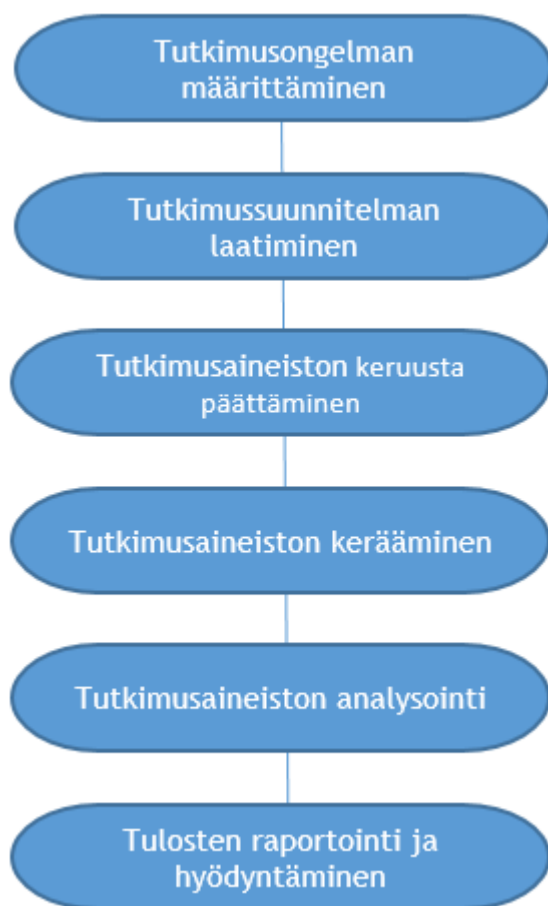 Tutkimusongelman
määrittäminen
Tutkimussuunnitelman
laatiminen
Tutkimusaineiston keruusta
päättäminen
Tutkimusaineiston kerääminen
Tutkimusaineiston analysointi
Tulosten raportointi ja
hyödyntäminen